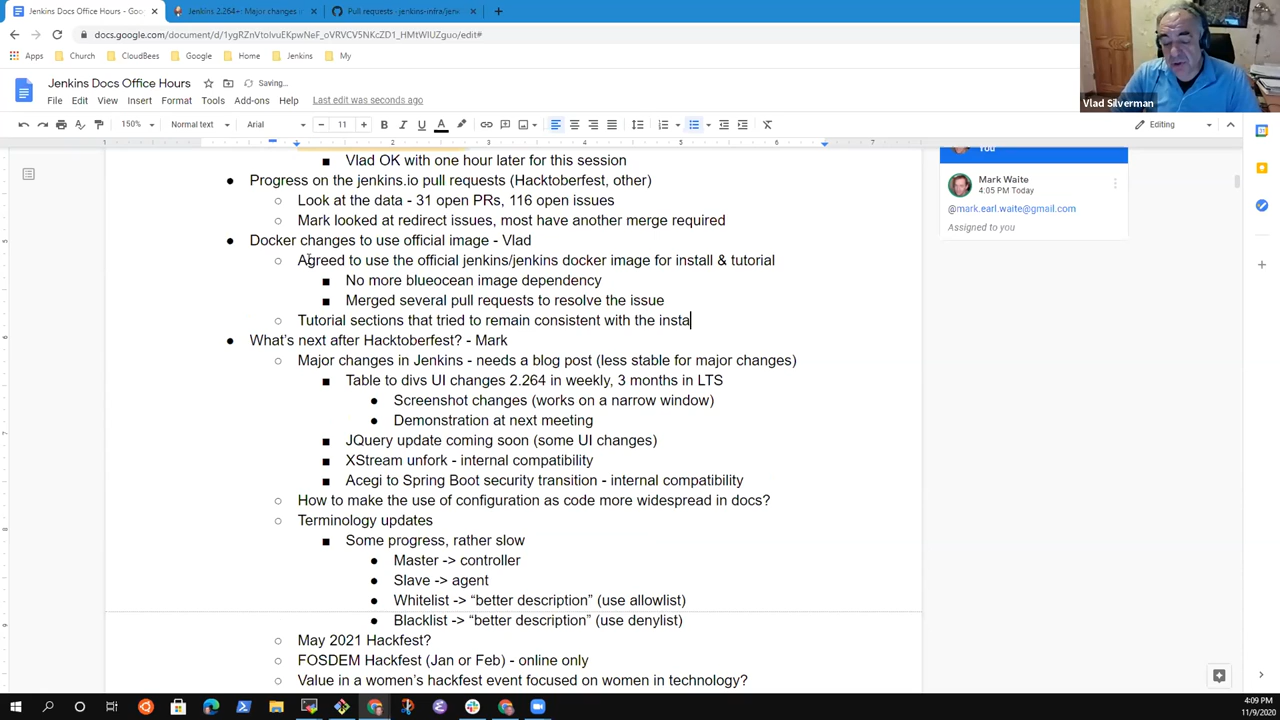 Jenkins Docs Office Hours - Goo
Jenkins 2.264+: Major changes in
Pull requests · jenkins-infra/jenk
docs.google.com/document/d/1ygRZnVtoIvuEKpwNeF_oVRVCV5NKcZD1_HMtWIUZguo/edit#
Apps
Church
CloudBees
Google
Home
Jenkins
My
Jenkins Docs Office Hours
Saving...
File Edit View Insert Format Tools Add-ons Help Last edit was seconds ago
150% Normal text Arial 11 B I U A Editing
Vlad Silverman
1 2 3 4 5 6 7
Vlad OK with one hour later for this session
Progress on the jenkins.io pull requests (Hacktoberfest, other)
Look at the data - 31 open PRs, 116 open issues
Mark looked at redirect issues, most have another merge required
Docker changes to use official image - Vlad
Agreed to use the official jenkins/jenkins docker image for install & tutorial
No more blueocean image dependency
Merged several pull requests to resolve the issue
Tutorial sections that tried to remain consistent with the insta
What's next after Hacktoberfest? - Mark
Major changes in Jenkins - needs a blog post (less stable for major changes)
Table to divs UI changes 2.264 in weekly, 3 months in LTS
Screenshot changes (works on a narrow window)
Demonstration at next meeting
JQuery update coming soon (some UI changes)
XStream unfork - internal compatibility
Acegi to Spring Boot security transition - internal compatibility
How to make the use of configuration as code more widespread in docs?
Terminology updates
Some progress, rather slow
Master -> controller
Slave -> agent
Whitelist -> “better description” (use allowlist)
Blacklist -> “better description” (use denylist)
May 2021 Hackfest?
FOSDEM Hackfest (Jan or Feb) - online only
Value in a women's hackfest event focused on women in technology?
You
Mark Waite
4:05 PM Today
@mark.earl.waite@gmail.com
Assigned to you
4:09 PM
11/9/2020